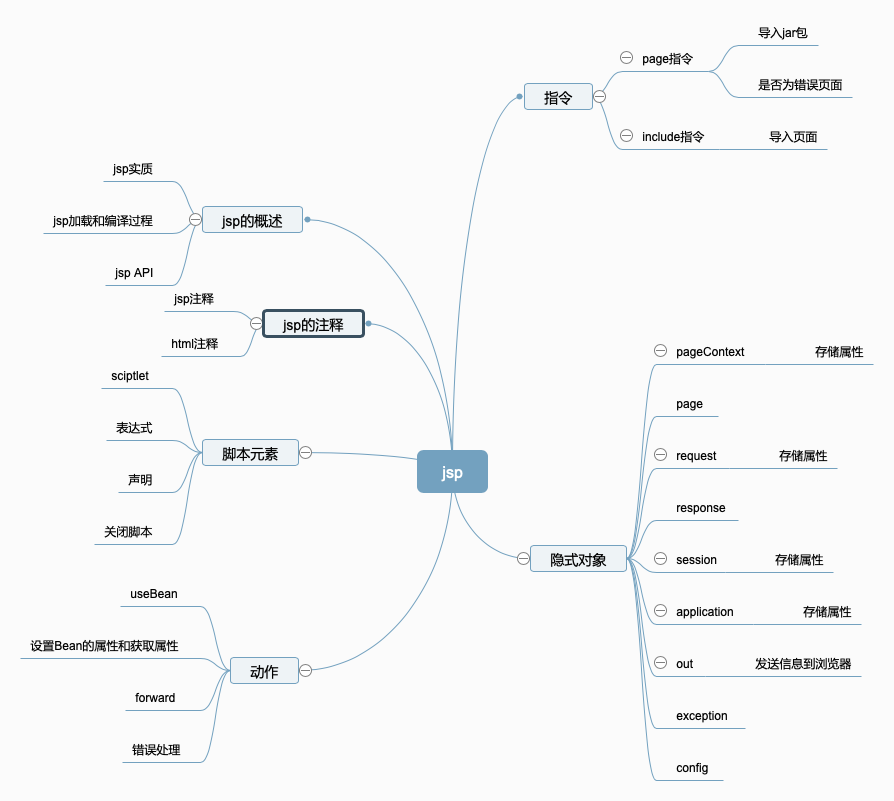 jsp
指令
page指令
导入jar包
是否为错误页面
include指令
导入页面
jsp的概述
jsp实质
jsp加载和编译过程
jsp API
jsp的注释
jsp注释
html注释
脚本元素
sciptlet
表达式
声明
关闭脚本
动作
useBean
设置Bean的属性和获取属性
forward
错误处理
隐式对象
pageContext
存储属性
page
request
存储属性
response
session
存储属性
application
存储属性
out
发送信息到浏览器
exception
config